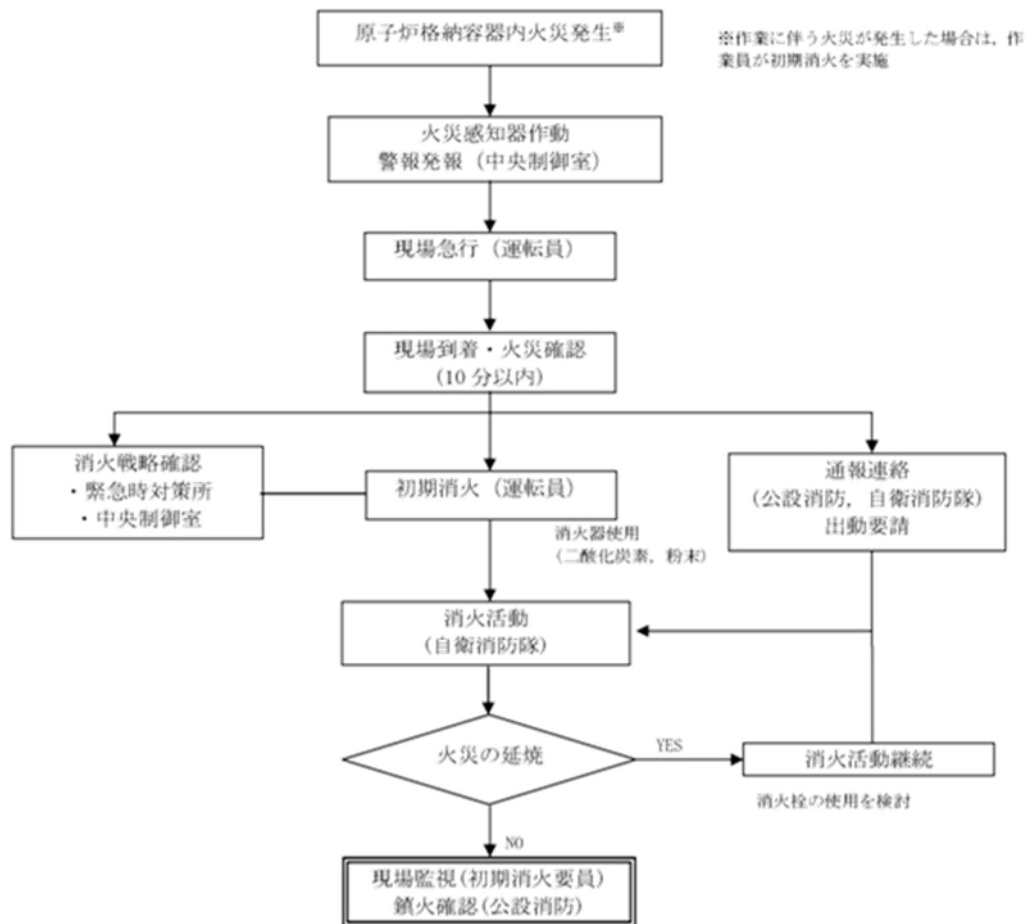 原子炉格納容器内火災発生※
※作業に伴う火災が発生した場合は，作
業員が初期消火を実施
火災感知器作動
警報発報（中央制御室）
現場急行（運転員）
現場到着・火災確認
(10 分以内)
消火戦略確認
・緊急時対策所
・中央制御室
初期消火（運転員）
通報連絡
(公設消防，自衛消防隊)
出動要請
消火器使用
(二酸化炭素，粉末)
消火活動
(自衛消防隊)
火災の延焼
YES
消火活動継続
消火栓の使用を検討
NO
現場監視(初期消火要員)
鎮火確認(公設消防)